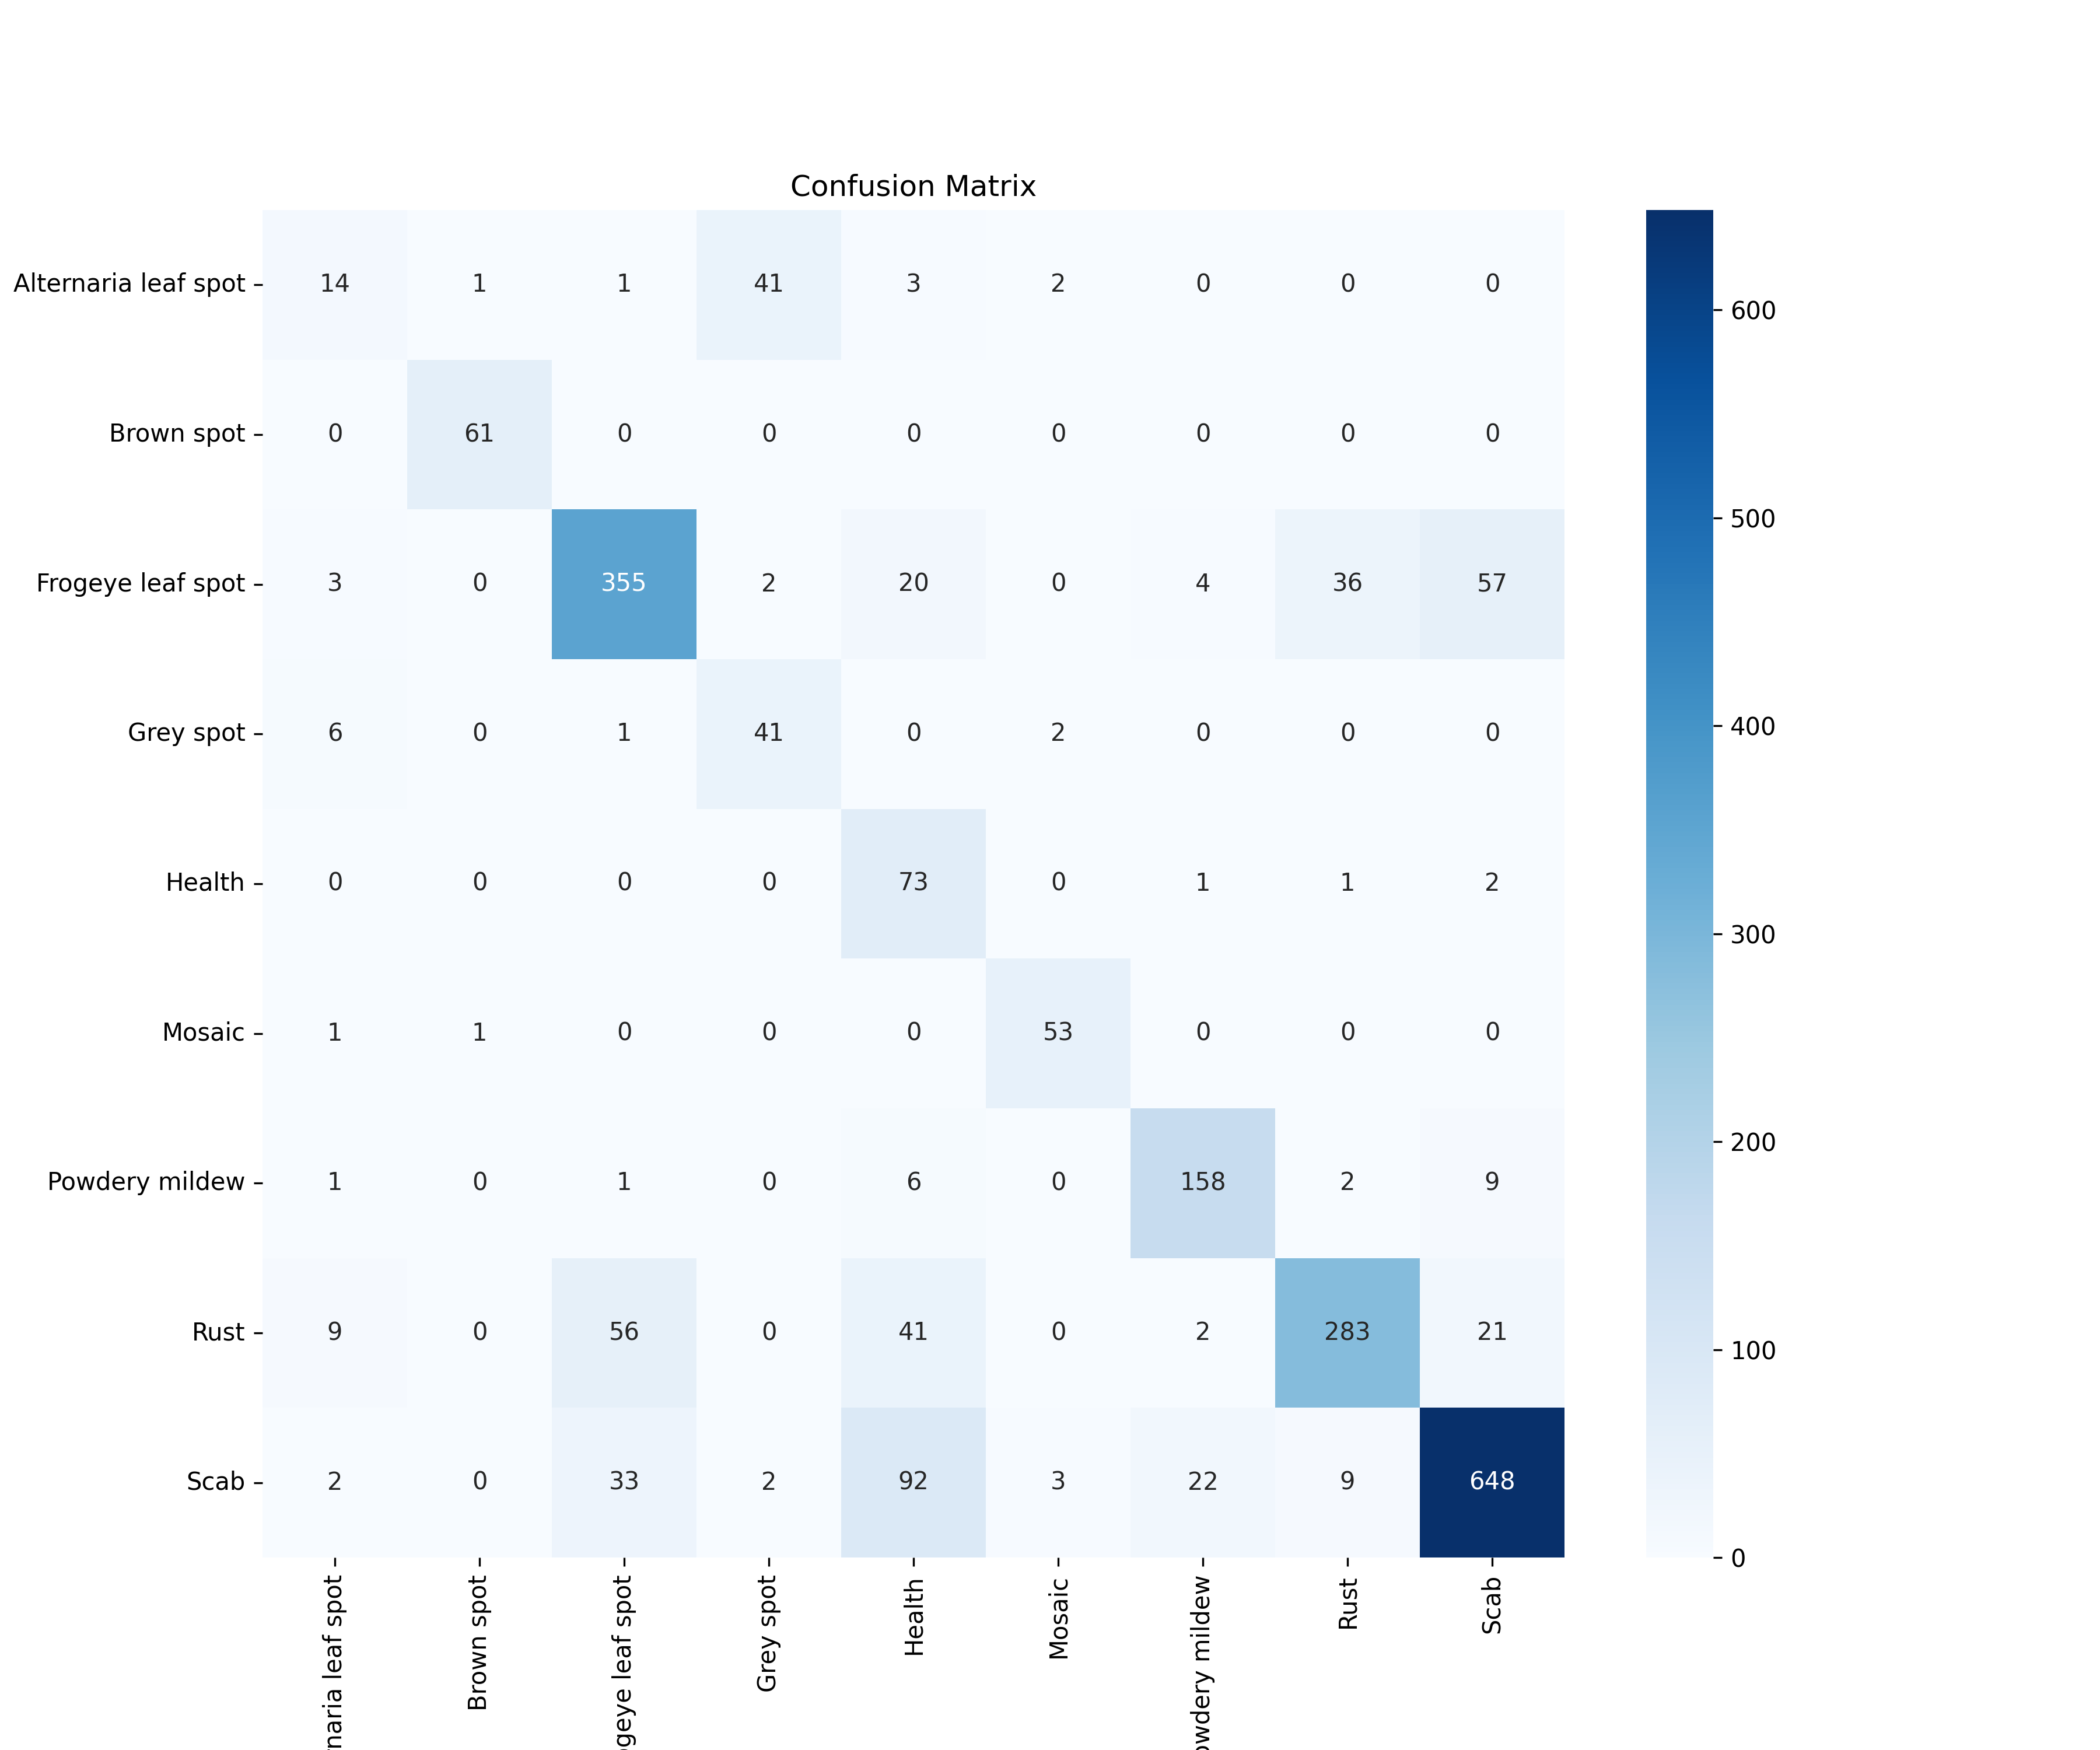 Confusion Matrix
Alternaria leaf spot 14 1 1 41 3 2 0 0 0
Brown spot 0 61 0 0 0 0 0 0 0
Frogeye leaf spot 3 0 355 2 20 0 4 36 57
Grey spot 6 0 1 41 0 2 0 0 0
Health 0 0 0 0 73 0 1 1 2
Mosaic 1 1 0 0 0 53 0 0 0
Powdery mildew 1 0 1 0 6 0 158 2 9
Rust 9 0 56 0 41 0 2 283 21
Scab 2 0 33 2 92 3 22 9 648
leaf spot
Brown spot
leaf spot
Grey spot
Health
Mosaic
mildew
Rust
Scab
600
500
400
300
200
100
0